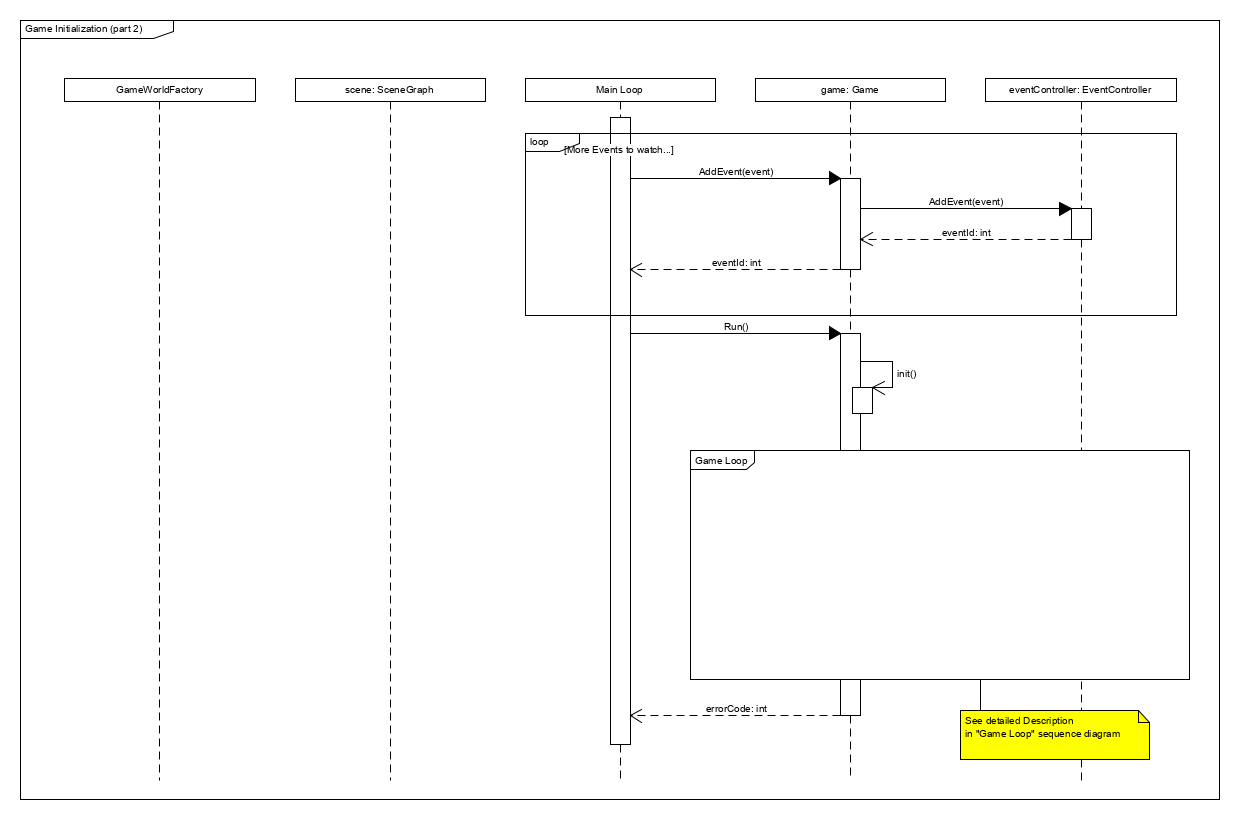 Game Initialization (part 2)
GameWorldFactory
scene: SceneGraph
Main Loop
game: Game
eventController: EventController
loop
[More Events to watch...]
AddEvent(event)
AddEvent(event)
eventId: int
eventId: int
Run()
init()
Game Loop
errorCode: int
See detailed Description
in "Game Loop" sequence diagram